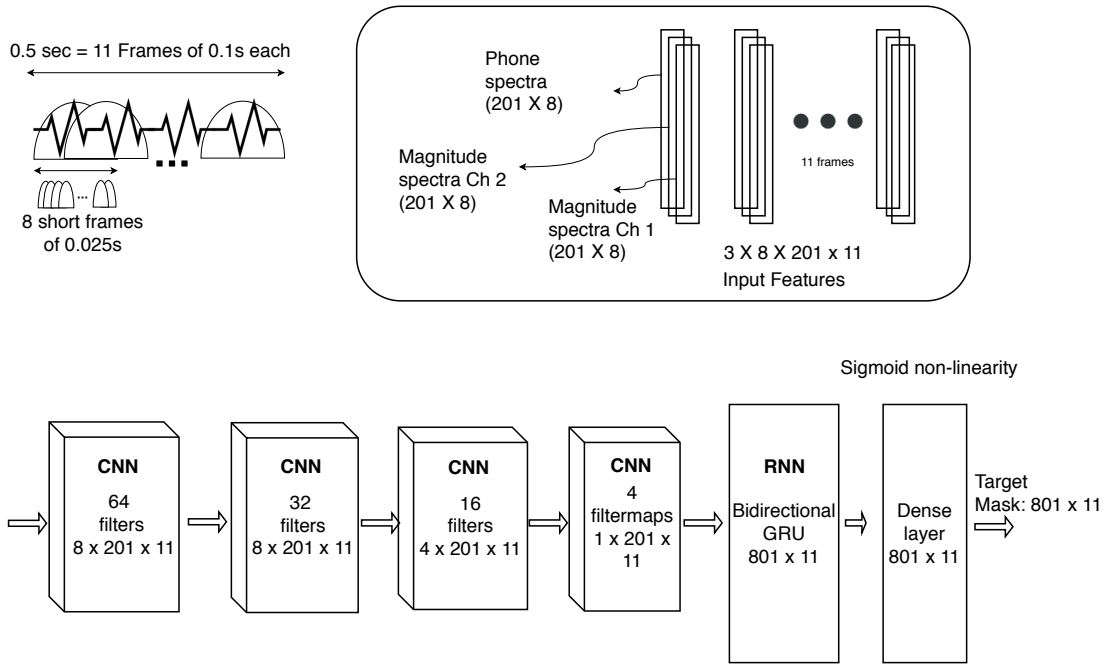 0.5 sec = 11 Frames of 0.1s each
8 short frames
of 0.025s
Phone
spectra
(201 X 8)
Magnitude
spectra Ch 2
(201 X 8)
Magnitude
spectra Ch 1
(201 X 8)
11 frames
3 X 8 X 201 x 11
Input Features
Sigmoid non-linearity
CNN
64
filters
8 x 201 x 11
CNN
32
filters
8 x 201 x 11
CNN
16
filters
4 x 201 x 11
CNN
4
filtermaps
1 x 201 x
11
RNN
Bidirectional
GRU
801 x 11
Dense
layer
801 x 11
Target
Mask: 801 x 11